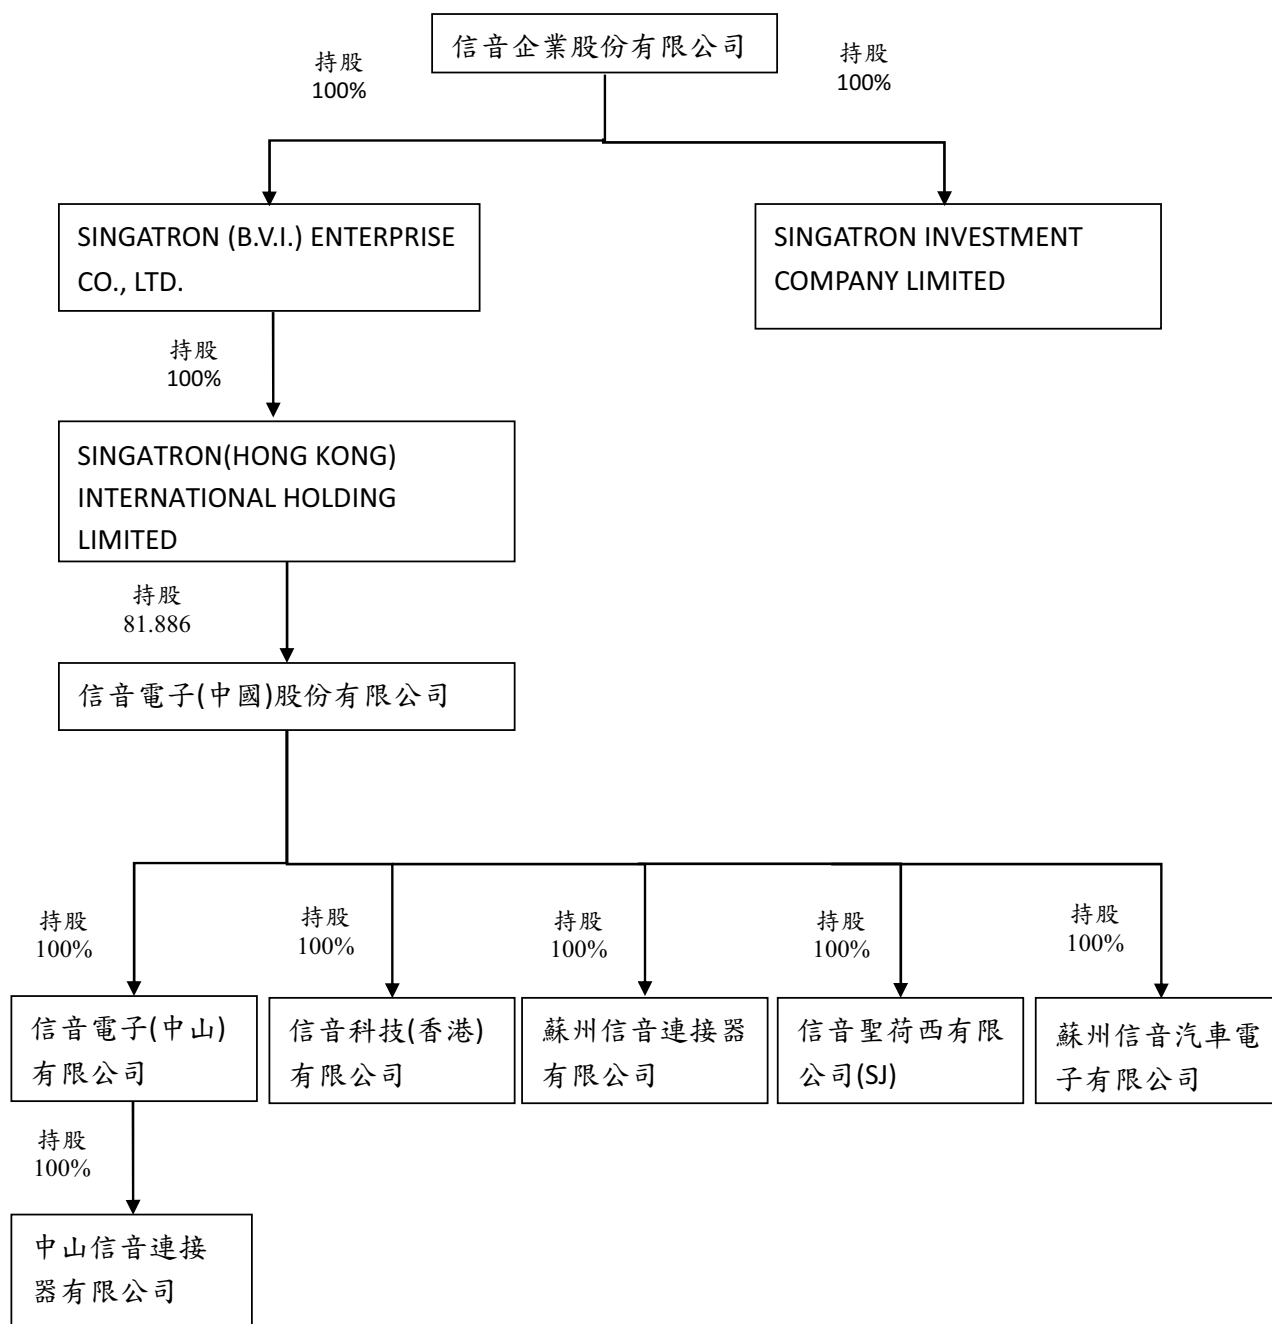 信音企業股份有限公司
持股
100%
持股
100%
SINGATRON (B.V.I.) ENTERPRISE
CO., LTD.
SINGATRON INVESTMENT
COMPANY LIMITED
持股
100%
SINGATRON(HONG KONG)
INTERNATIONAL HOLDING
LIMITED
持股
81.886
信音電子(中國)股份有限公司
持股
100%
持股
100%
持股
100%
持股
100%
持股
100%
信音電子(中山)
有限公司
信音科技(香港)
有限公司
蘇州信音連接器
有限公司
信音聖荷西有限
公司(SJ)
蘇州信音汽車電
子有限公司
持股
100%
中山信音連接
器有限公司